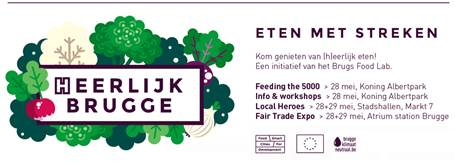 [H]EERLIJK
BRUGGE
ETEN MET STREKEN
Kom genieten van (h)eerlijk eten!
Een initiatief van het Brugs Food Lab.
Feeding the 5000 > 28 mei, Koning Albertpark
Info & workshops > 28 mei, Koning Albertpark
Local Heroes > 28+29 mei, Stadshallen, Markt 7
Fair Trade Expo > 28+29 mei, Atrium station Brugge
Food Smart
Cities For
Development
brugge
klimaat
neutraal.be